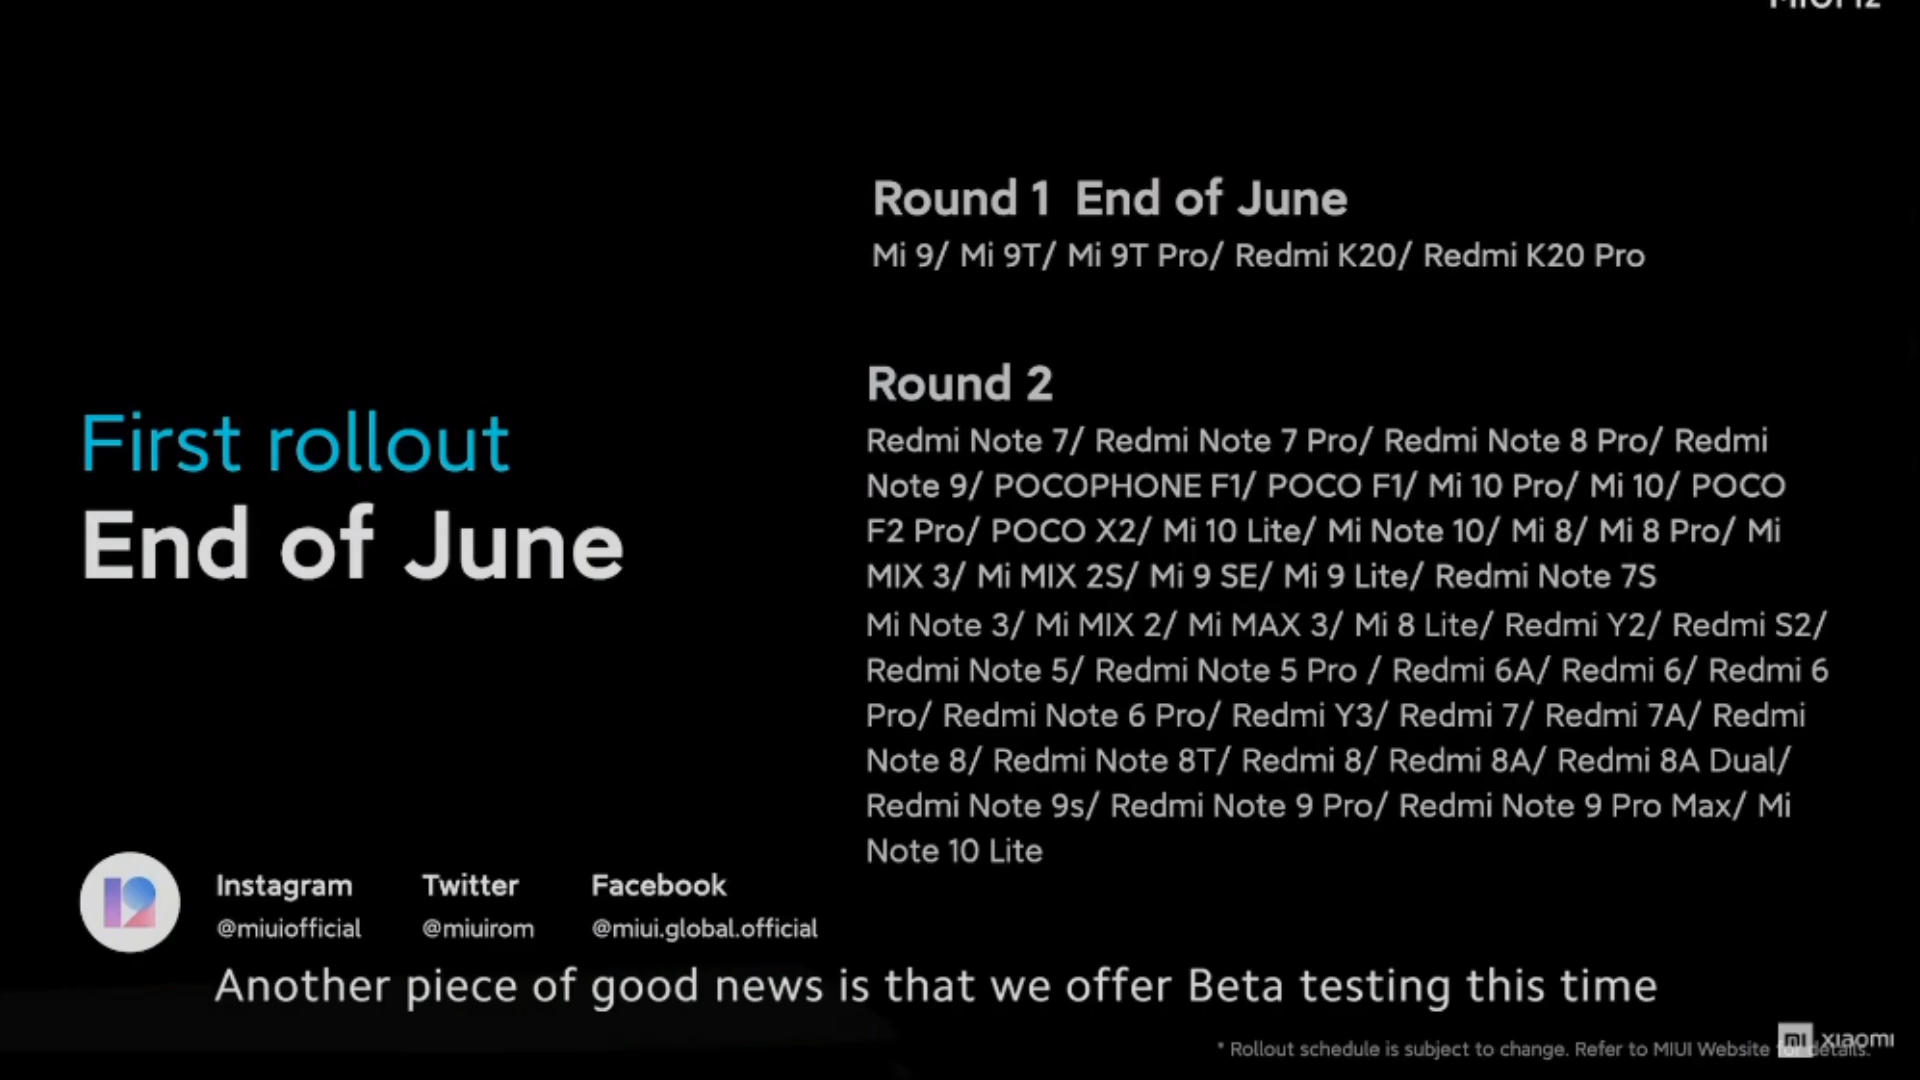 MIUI 12
First rollout
End of June
Round 1 End of June
Mi 9/ Mi 9T/ Mi 9T Pro/ Redmi K20/ Redmi K20 Pro
Round 2
Redmi Note 7/ Redmi Note 7 Pro/ Redmi Note 8 Pro/ Redmi
Note 9/ POCOPHONE F1/ POCO F1/ Mi 10 Pro/ Mi 10/ POCO
F2 Pro/ POCO X2/ Mi 10 Lite/ Mi Note 10/ Mi 8/ Mi 8 Pro/ Mi
MIX 3/ Mi MIX 2S/ Mi 9 SE/ Mi 9 Lite/ Redmi Note 7S
Mi Note 3/ Mi MIX 2/ Mi MAX 3/ Mi 8 Lite/ Redmi Y2/ Redmi S2/
Redmi Note 5/ Redmi Note 5 Pro / Redmi 6A/ Redmi 6/ Redmi 6
Pro/ Redmi Note 6 Pro/ Redmi Y3/ Redmi 7/ Redmi 7A/ Redmi
Note 8/ Redmi Note 8T/ Redmi 8/ Redmi 8A/ Redmi 8A Dual/
Redmi Note 9s/ Redmi Note 9 Pro/ Redmi Note 9 Pro Max/ Mi
Note 10 Lite
12
Instagram Twitter Facebook
@miuiofficial @miuirom @miui.global.official
Another piece of good news is that we offer Beta testing this time
* Rollout schedule is subject to change. Refer to MIUI Website for details.
mi xiaomi